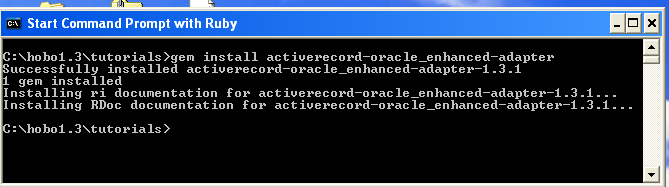 Start Command Prompt with Ruby
C:\hobo1.3\tutorials>gem install activerecord-oracle_enhanced-adapter
Successfully installed activerecord-oracle_enhanced-adapter-1.3.1
1 gem installed
Installing ri documentation for activerecord-oracle_enhanced-adapter-1.3.1...
Installing RDoc documentation for activerecord-oracle_enhanced-adapter-1.3.1...
C:\hobo1.3\tutorials>